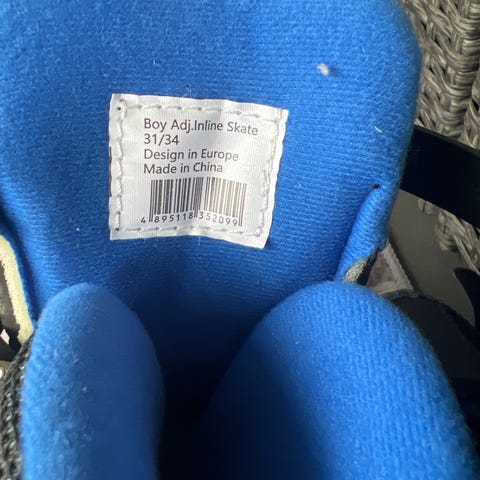 Boy Adj.Inline Skate
31/34
Design in Europe
Made in China
4 895118 352099